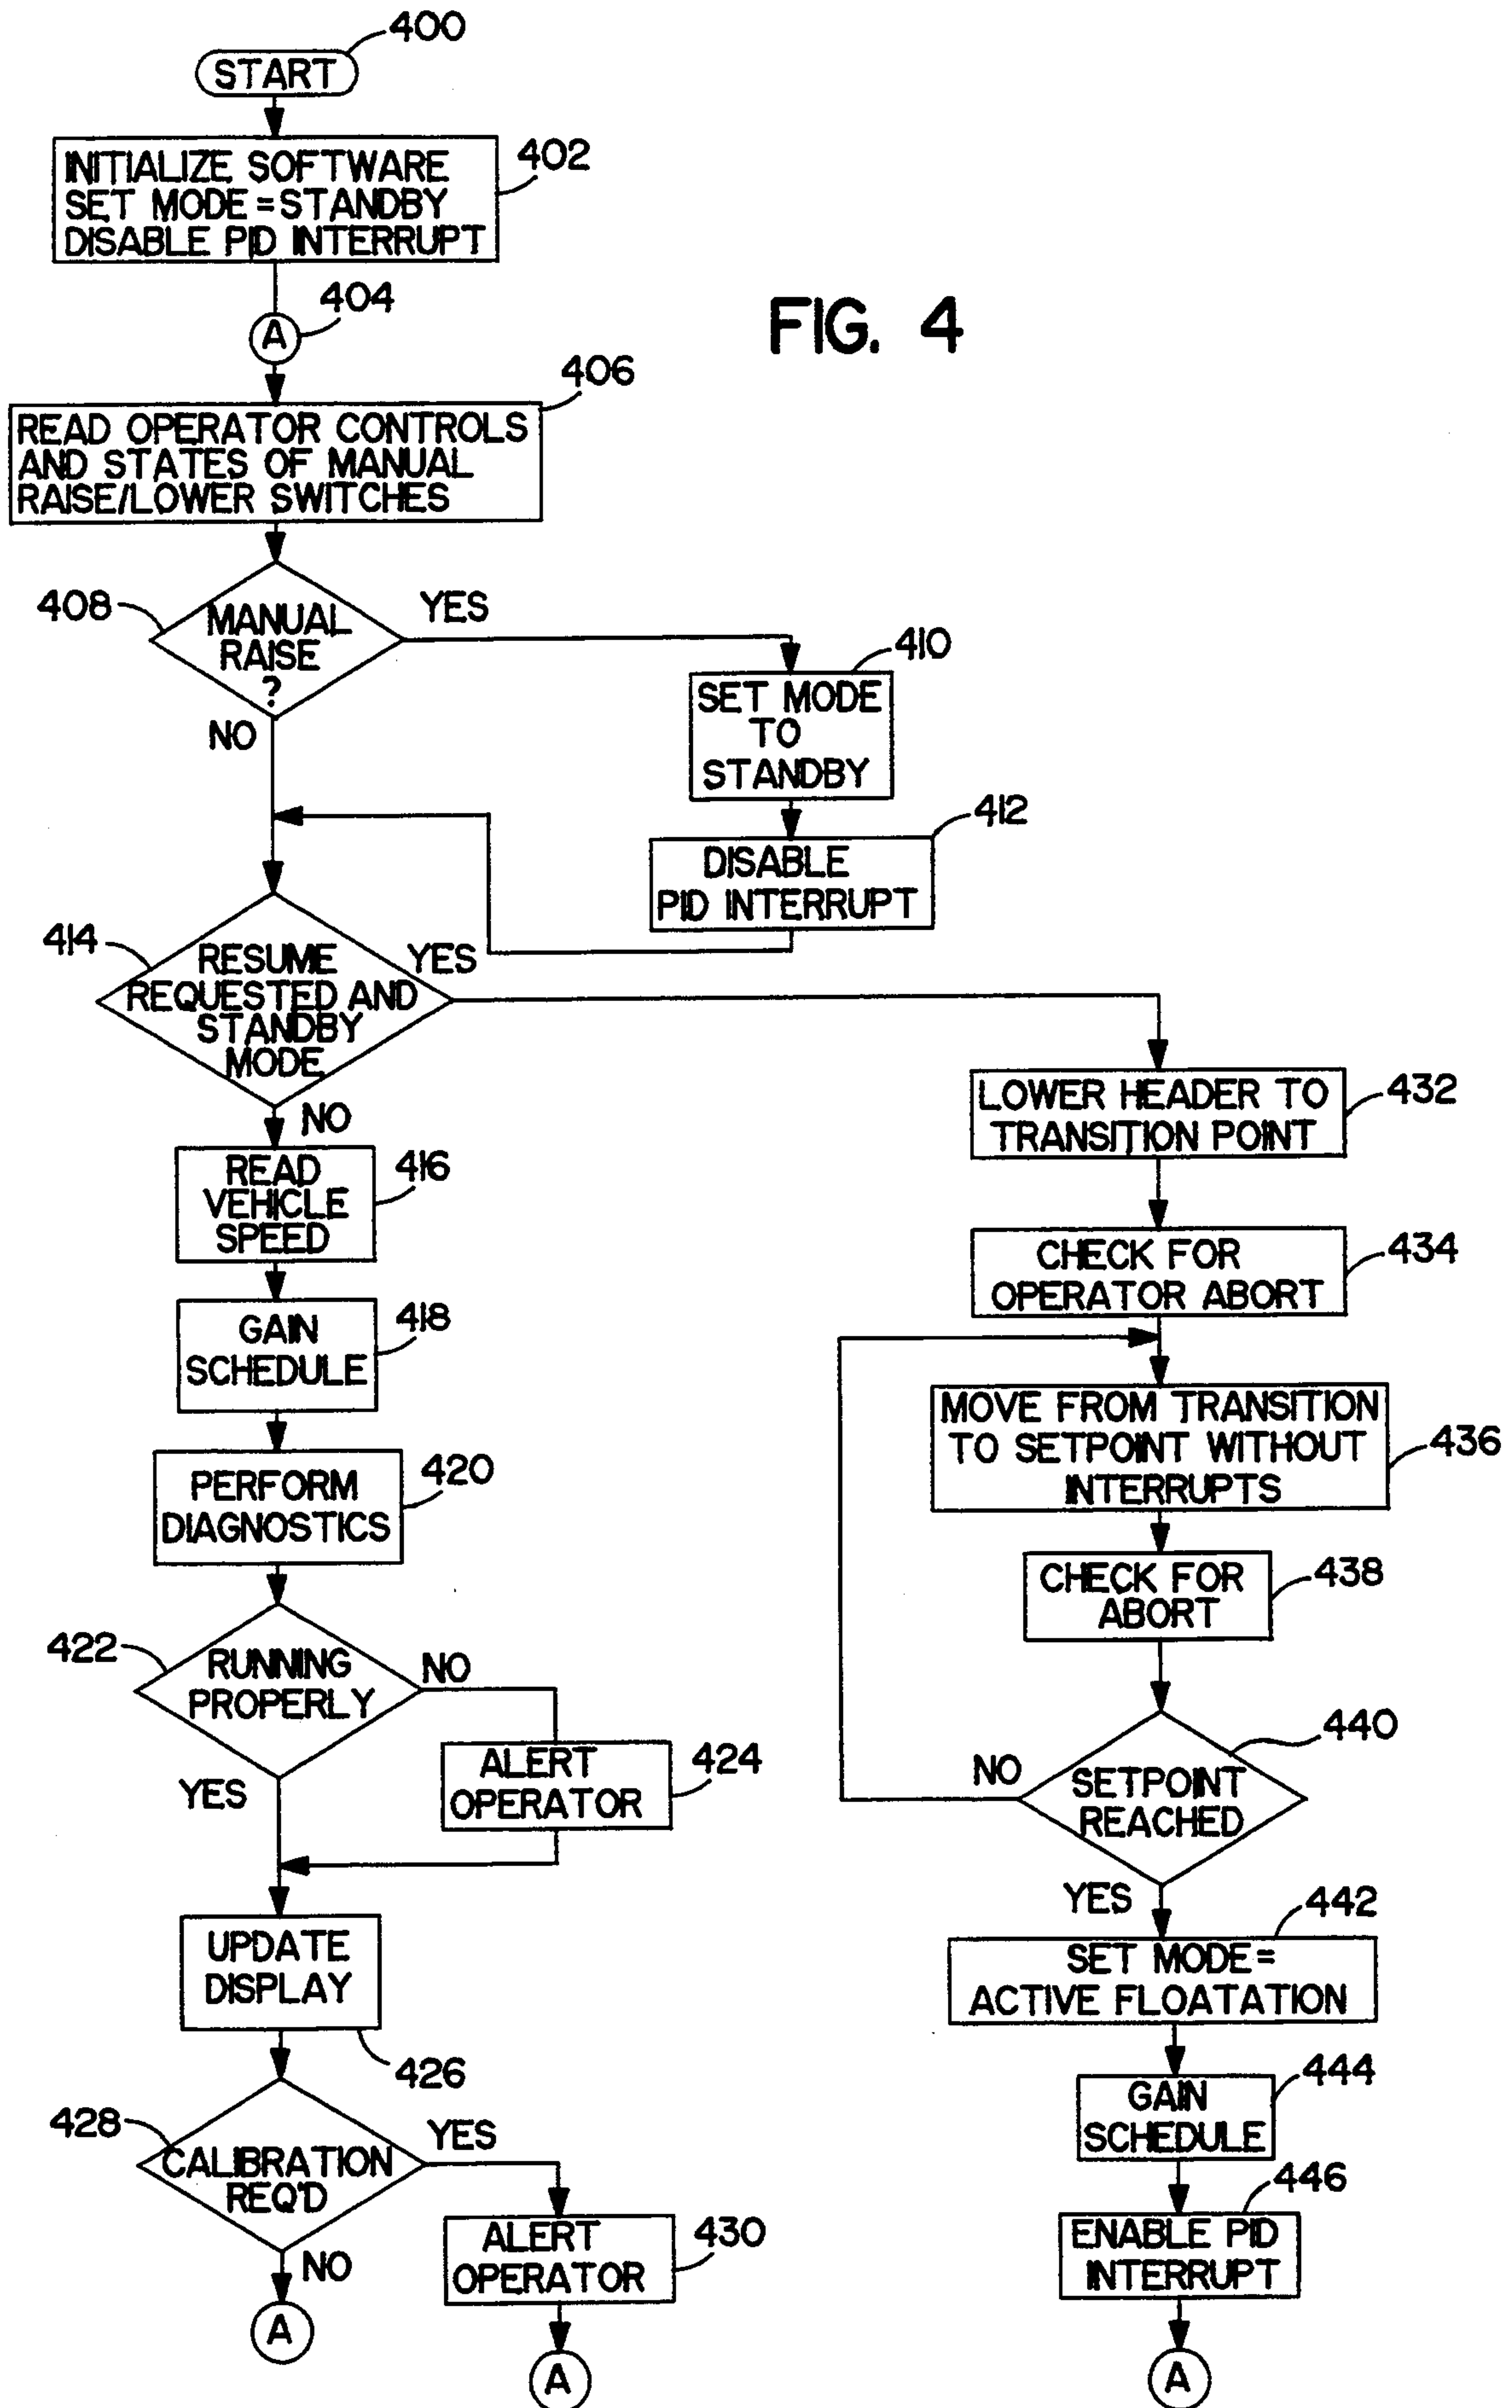 400
START
INITIALIZE SOFTWARE
SET MODE = STANDBY
DISABLE PID INTERRUPT
402
A
404
FIG. 4
406
READ OPERATOR CONTROLS
AND STATES OF MANUAL
RAISE/LOWER SWITCHES
408
MANUAL
RAISE
?
YES
NO
410
SET MODE
TO
STANDBY
412
DISABLE
PID INTERRUPT
414
RESUME
REQUESTED AND
STANDBY
MODE
YES
NO
READ
VEHICLE
SPEED
416
GAIN
SCHEDULE
418
PERFORM
DIAGNOSTICS
420
422
RUNNING
PROPERLY
NO
YES
ALERT
OPERATOR
424
UPDATE
DISPLAY
426
428
CALIBRATION
REQ'D
YES
NO
ALERT
OPERATOR
430
A
A
LOWER HEADER TO
TRANSITION POINT
432
CHECK FOR
OPERATOR ABORT
434
MOVE FROM TRANSITION
TO SETPOINT WITHOUT
INTERRUPTS
436
CHECK FOR
ABORT
438
440
SETPOINT
REACHED
NO
YES
442
SET MODE =
ACTIVE FLOATATION
444
GAIN
SCHEDULE
446
ENABLE PID
INTERRUPT
A